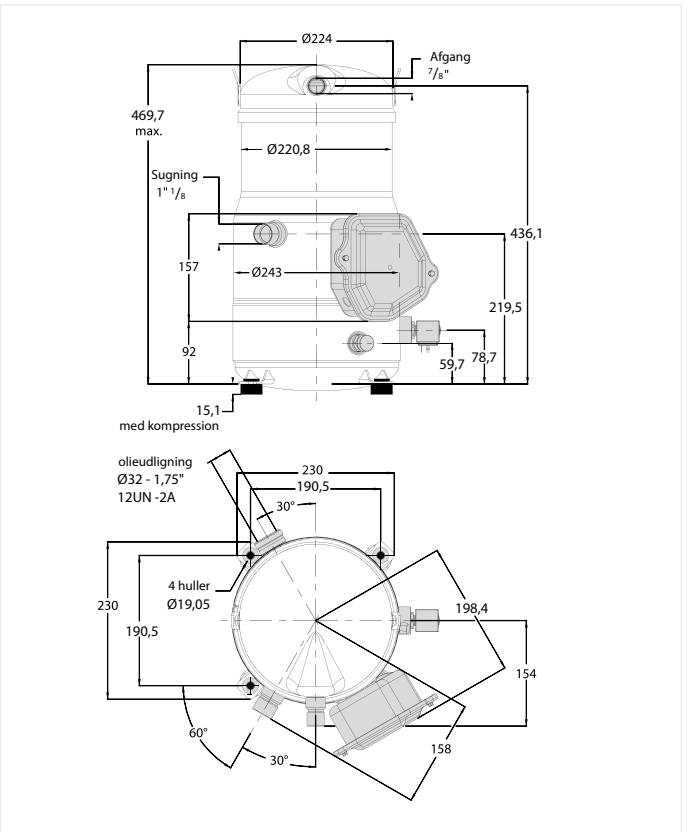 Ø224
Afgang
7/8"
469,7
max.
Ø220,8
Sugning
1" 1/8
436,1
157
Ø243
219,5
92
59,7
78,7
15,1
med kompression
olieudligning
Ø32 - 1,75"
12UN -2A
230
190,5
30°
4 huller
Ø19,05
230
198,4
190,5
154
60°
30°
158